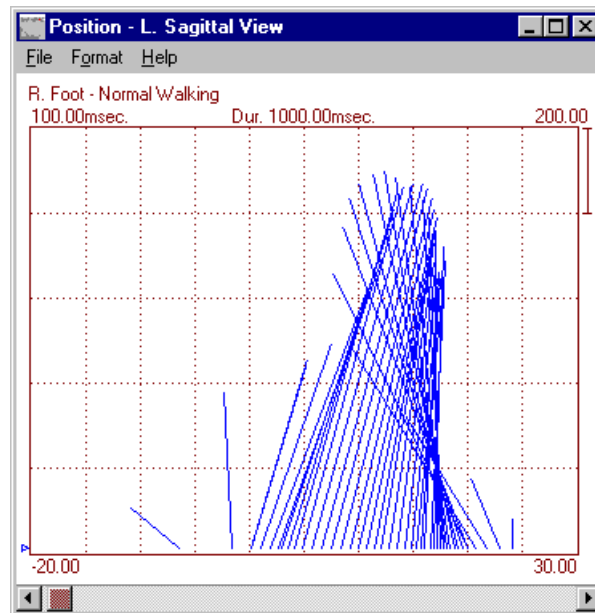 Position - L. Sagittal View
File Format Help
R. Foot - Normal Walking
100.00msec. Dur. 1000.00msec. 200.00
-20.00 30.00